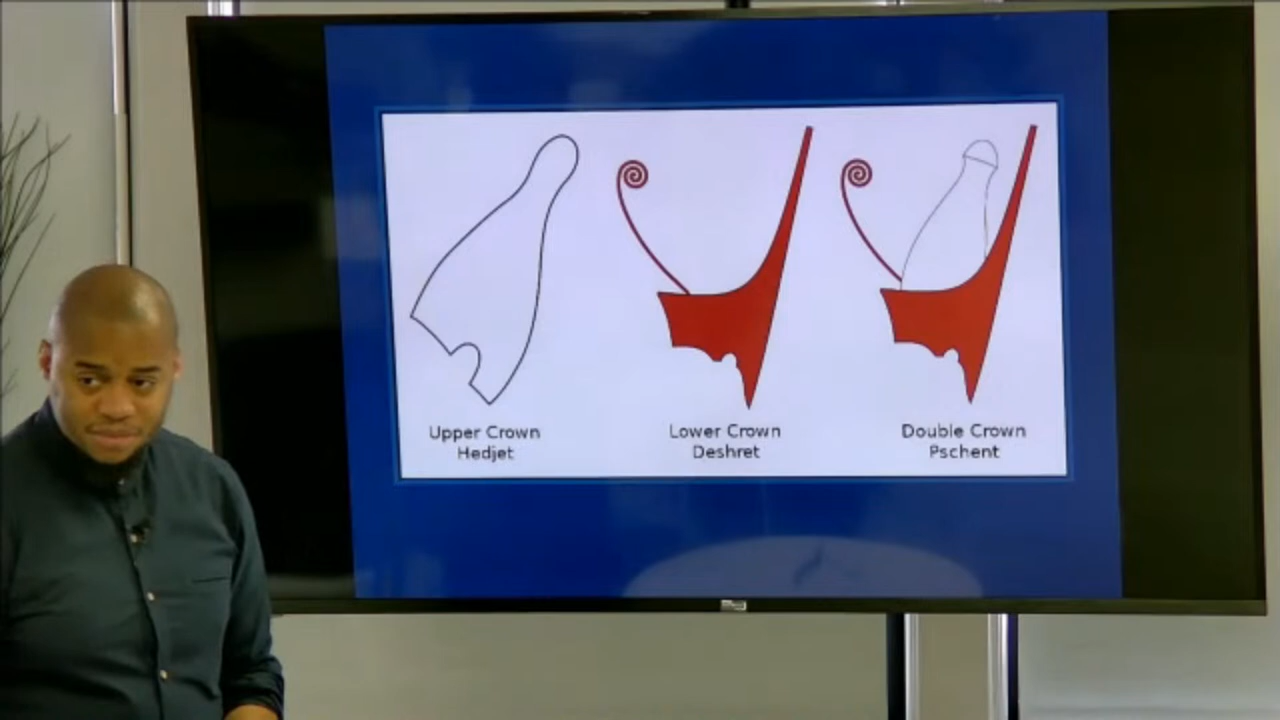 Upper Crown
Hedjet
Lower Crown
Deshret
Double Crown
Pschent